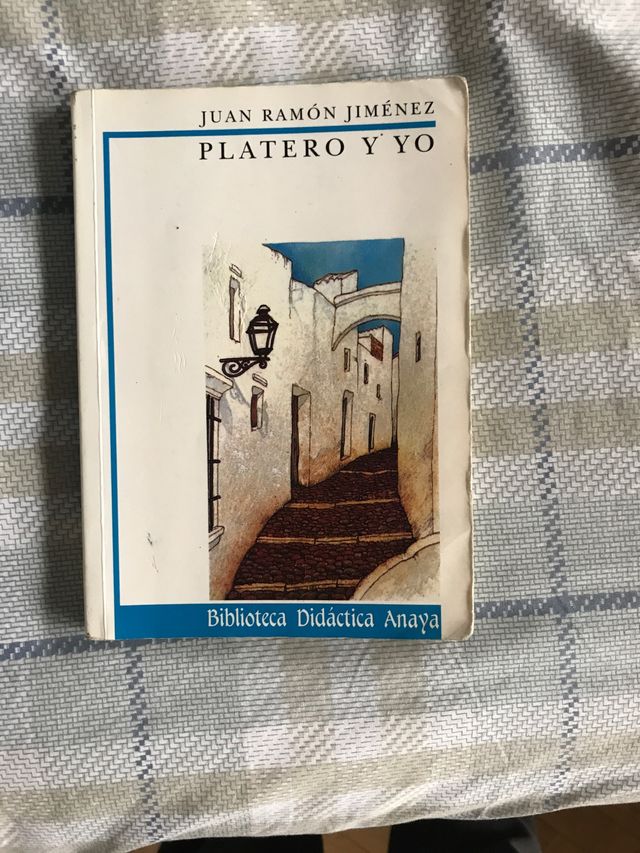 JUAN RAMÓN JIMÉNEZ
PLATERO Y YO
Biblioteca Didáctica Anaya